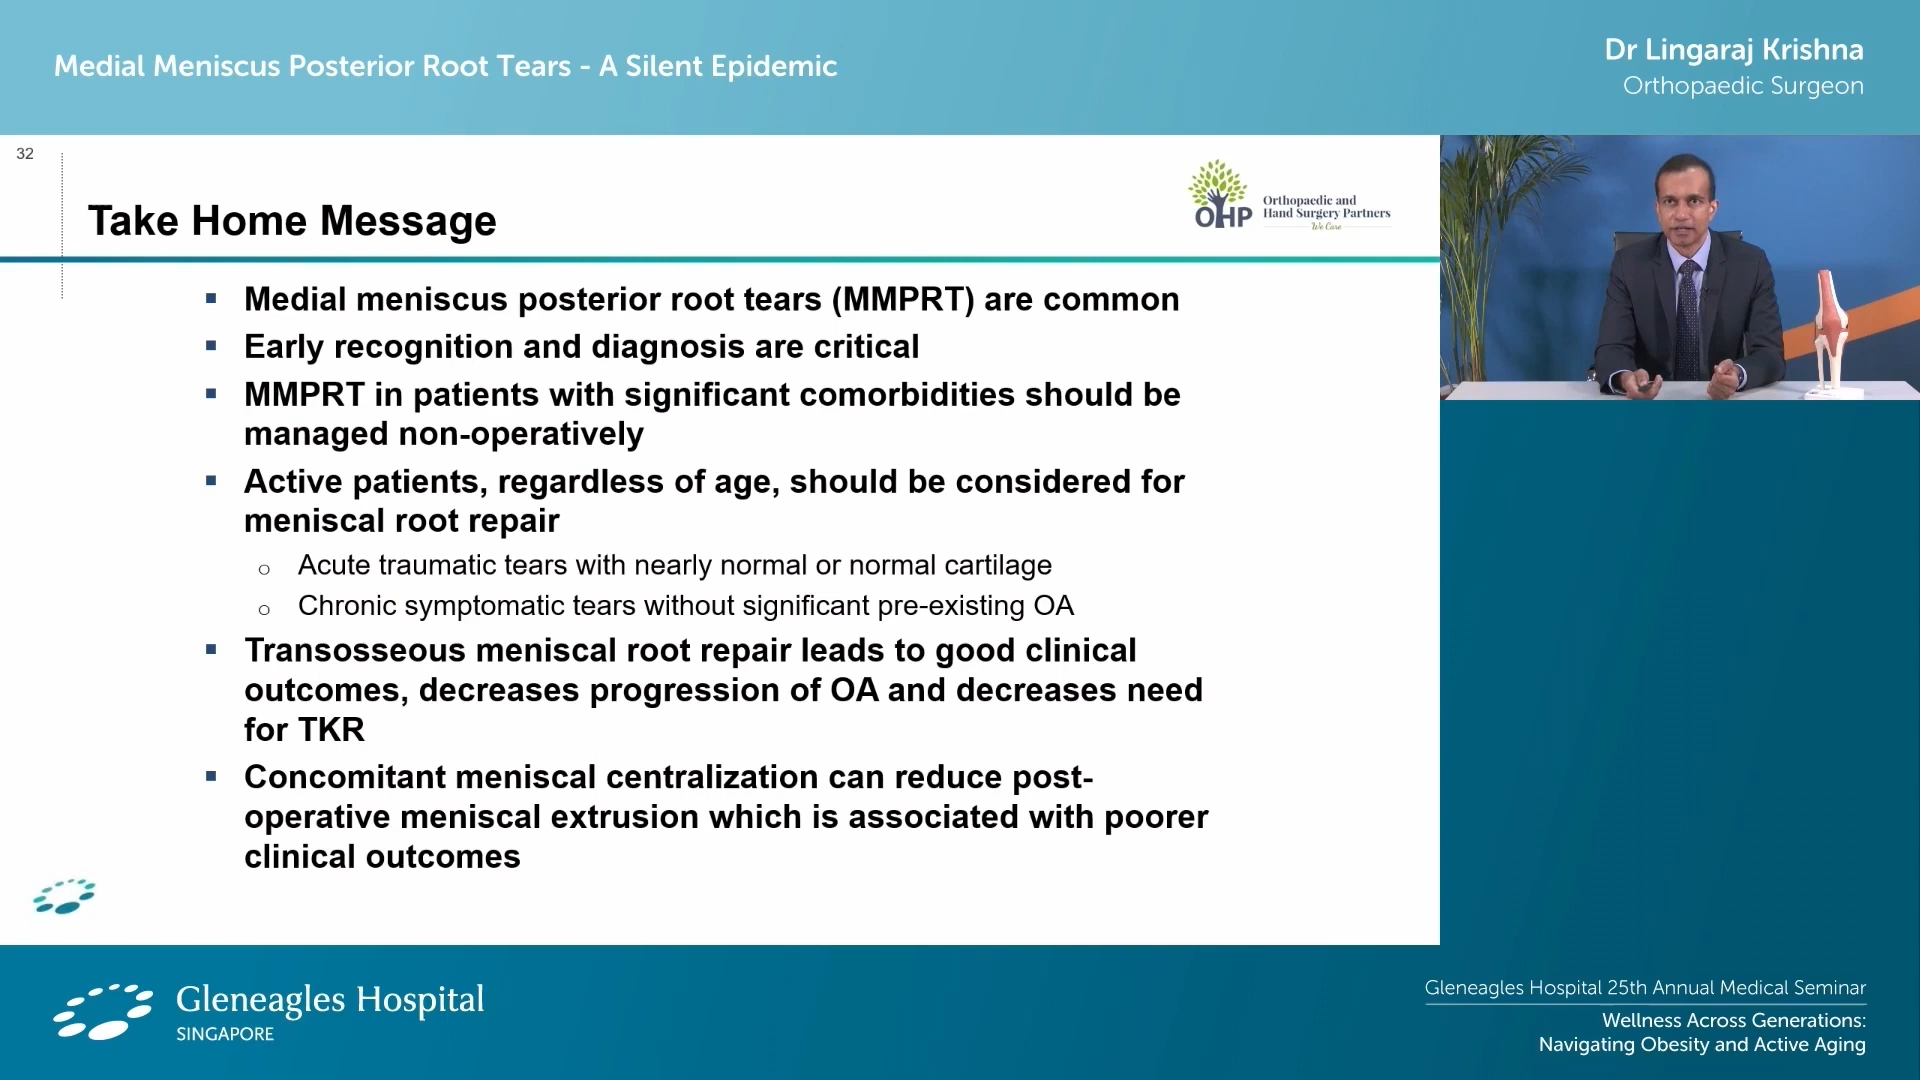 Medial Meniscus Posterior Root Tears - A Silent Epidemic
Dr Lingaraj Krishna
Orthopaedic Surgeon
32
Take Home Message
OHP
Orthopaedic and
Hand Surgery Partners
We Care
▪ Medial meniscus posterior root tears (MMPRT) are common
▪ Early recognition and diagnosis are critical
▪ MMPRT in patients with significant comorbidities should be
managed non-operatively
▪ Active patients, regardless of age, should be considered for
meniscal root repair
o Acute traumatic tears with nearly normal or normal cartilage
o Chronic symptomatic tears without significant pre-existing OA
▪ Transosseous meniscal root repair leads to good clinical
outcomes, decreases progression of OA and decreases need
for TKR
▪ Concomitant meniscal centralization can reduce post-
operative meniscal extrusion which is associated with poorer
clinical outcomes
Gleneagles Hospital
SINGAPORE
Gleneagles Hospital 25th Annual Medical Seminar
Wellness Across Generations:
Navigating Obesity and Active Aging